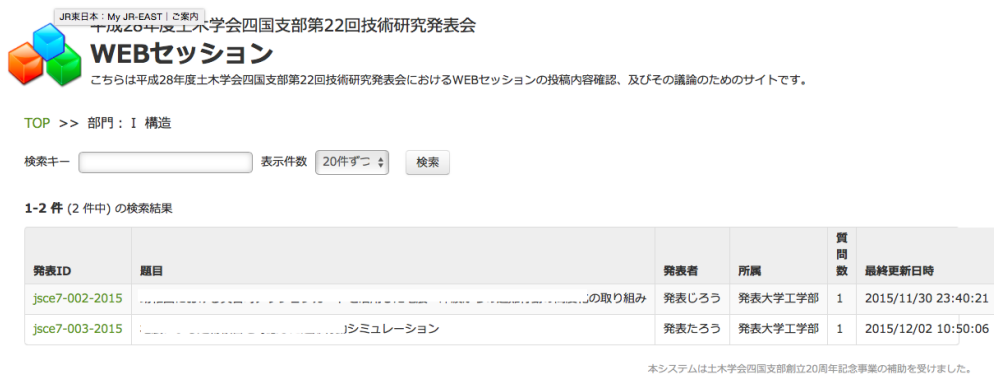 JR東日本：My JR-EAST｜ご案内
平成28年度土木学会四国支部第22回技術研究発表会
WEBセッション
こちらは平成28年度土木学会四国支部第22回技術研究発表会におけるWEBセッションの投稿内容確認、及びその議論のためのサイトです。
TOP >> 部門： I 構造
検索キー 表示件数 20件ずつ 検索
1-2 件 (2 件中) の検索結果
発表ID 題目 発表者 所属 質問数 最終更新日時
jsce7-002-2015 の取り組み 発表じろう 発表大学工学部 1 2015/11/30 23:40:21
jsce7-003-2015 シミュレーション 発表たろう 発表大学工学部 1 2015/12/02 10:50:06
本システムは土木学会四国支部創立20周年記念事業の補助を受けました。